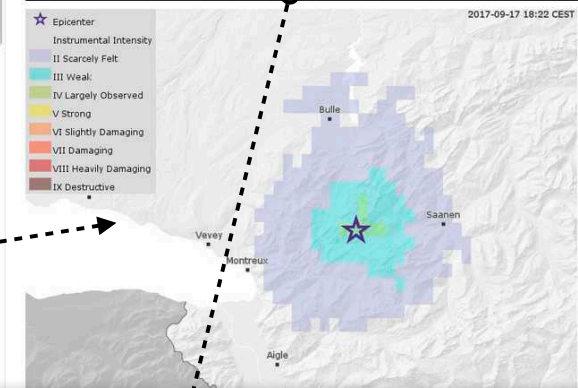 2017-09-17 18:22 CEST
Epicenter
Instrumental Intensity
II Scarcely Felt
III Weak
IV Largely Observed
V Strong
VI Slightly Damaging
VII Damaging
VIII Heavily Damaging
IX Destructive
Bulle
Saanen
Vevey
Montreux
Aigle